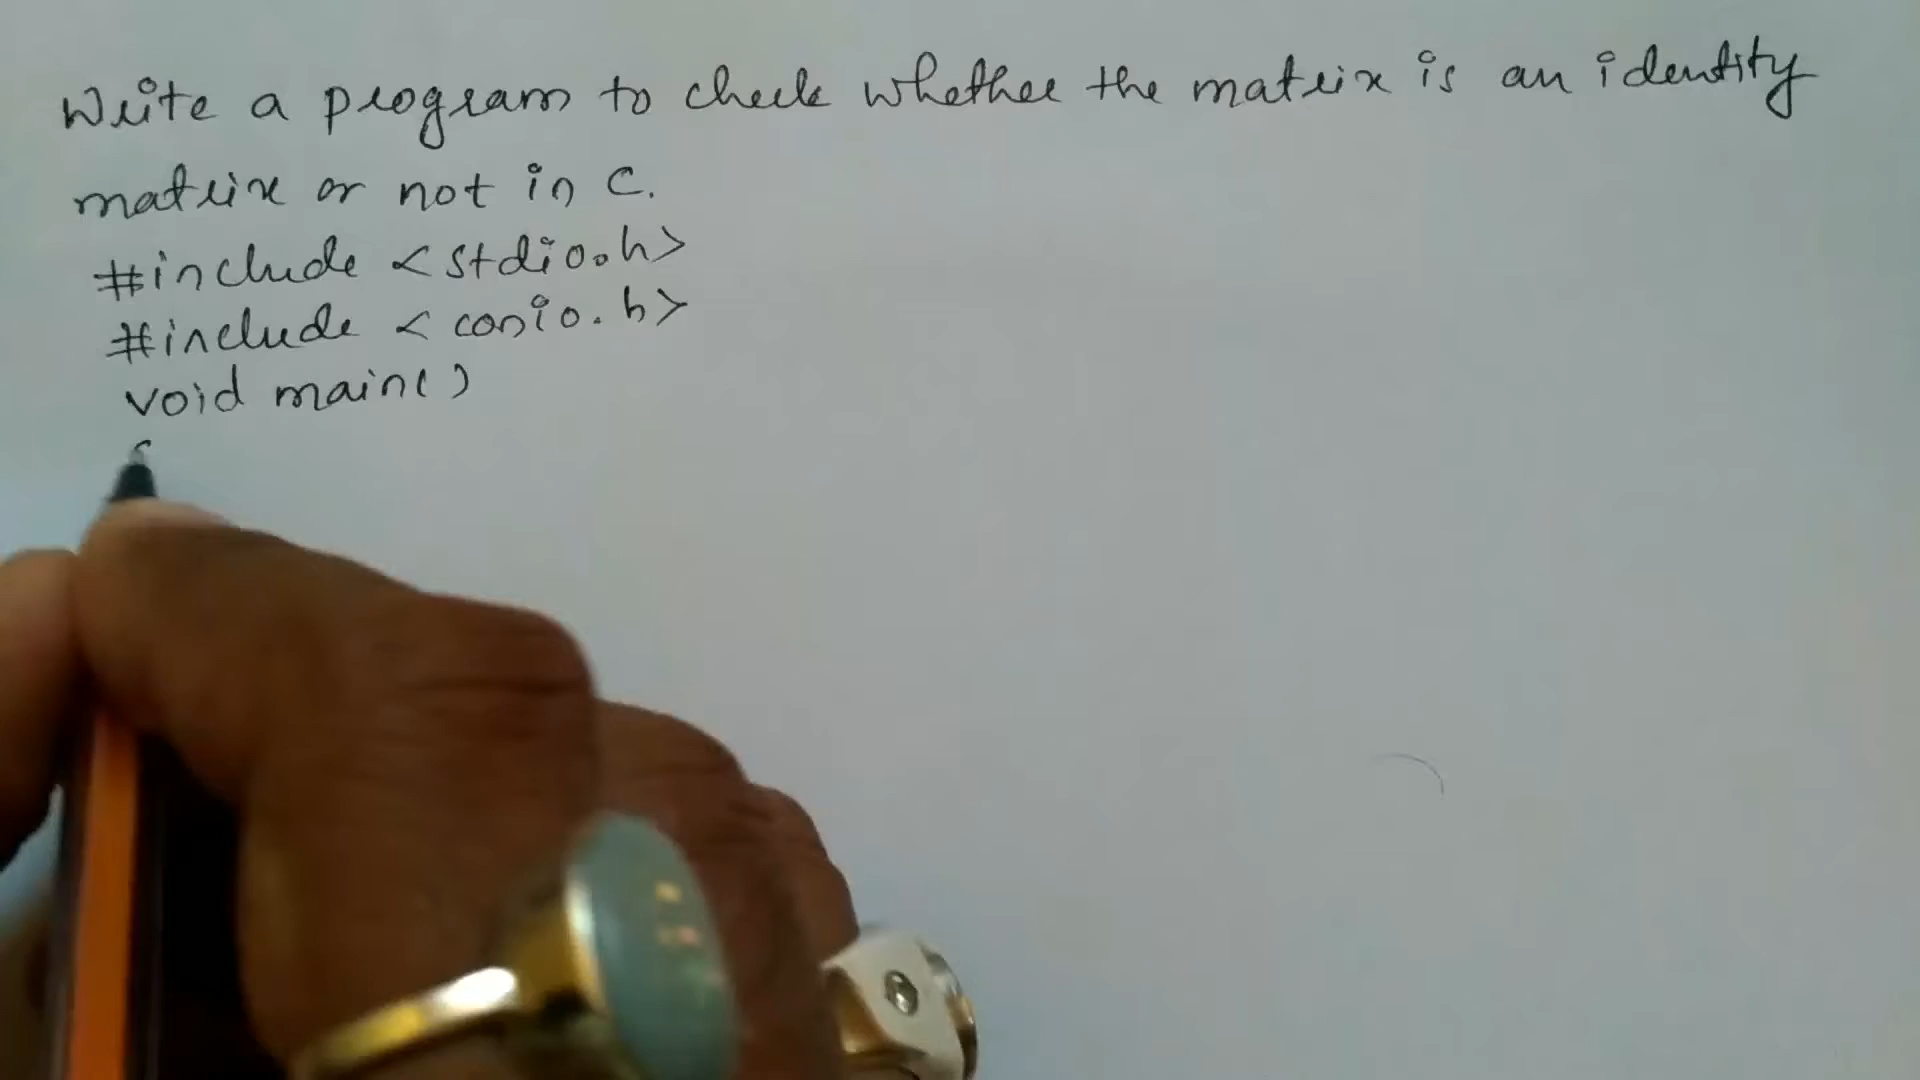 Write a program to check whether the matrix is an identity
matrix or not in C.
#include <stdio.h>
#include <conio.h>
void main()
{